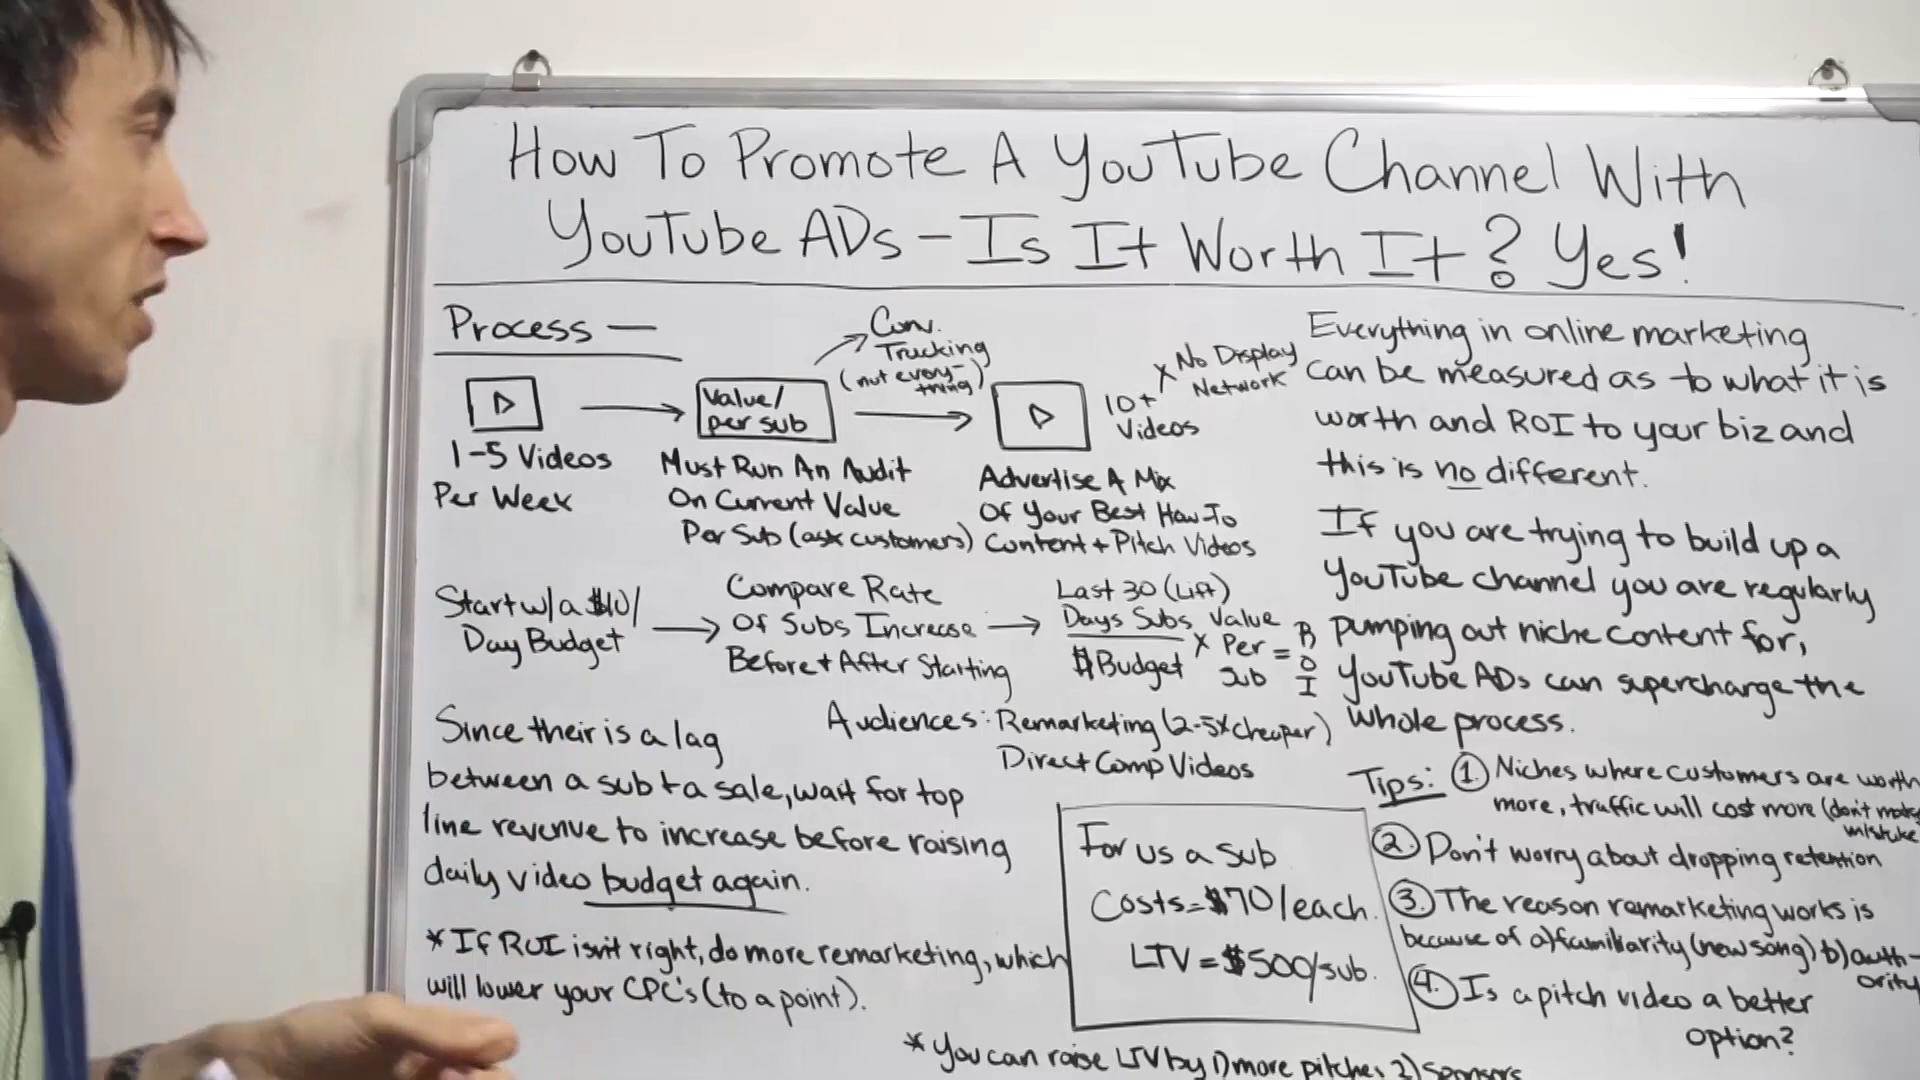 How To Promote A YouTube Channel With
YouTube ADs - Is It Worth It? Yes!
Process —
Conv.
Tracking
(not every-
thing)
1-5 Videos
Per Week
Value/
per sub
Must Run An Audit
On Current Value
Per Sub (ask customers)
10+
Videos
x No Display
Network
Advertise A Mix
Of Your Best How-To
Content + Pitch Videos
Start w/a $10/
Day Budget
Compare Rate
Of Subs Increase
Before + After Starting
Last 30 (Lift)
Days Subs
$Budget
x
Value
Per
Sub
=
R
O
I
Audiences: Remarketing (2-5x cheaper)
Direct Comp Videos
Since their is a lag
between a sub + a sale, wait for top
line revenue to increase before raising
daily video budget again.
* If ROI isn't right, do more remarketing, which
will lower your CPC's (to a point).
For us a sub
Costs = $70/each.
LTV = $500/sub.
* You can raise LTV by 1) more pitches 2) sponsors
Everything in online marketing
can be measured as to what it is
worth and ROI to your biz and
this is no different.
If you are trying to build up a
YouTube channel you are regularly
pumping out niche content for,
YouTube ADs can supercharge the
whole process.
Tips: 1. Niches where customers are worth
more, traffic will cost more (don't make
mistake
2. Don't worry about dropping retention
3. The reason remarketing works is
because of a) familiarity (new song) b) auth-
ority
4. Is a pitch video a better
option?